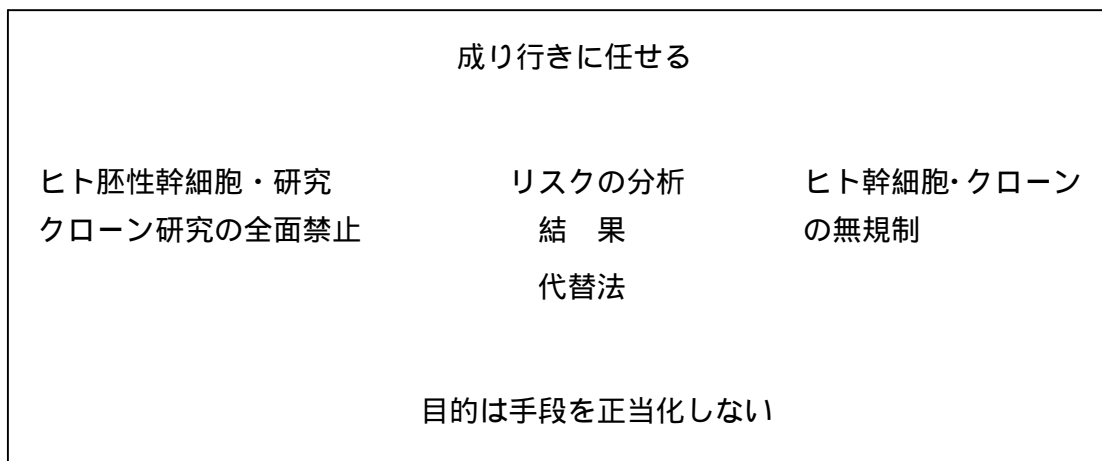 成り行きに任せる
ヒト胚性幹細胞・研究
クローン研究の全面禁止
リスクの分析
結　果
代替法
ヒト幹細胞・クローン
の無規制
目的は手段を正当化しない